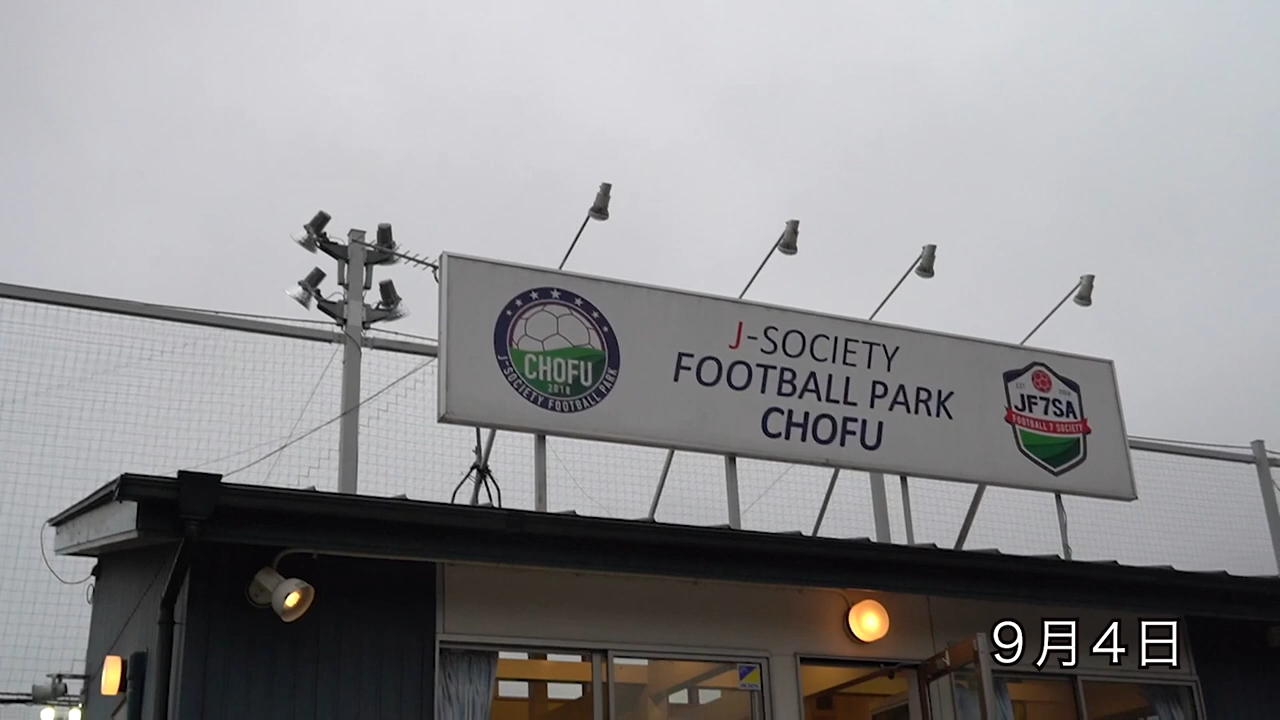 J-SOCIETY
FOOTBALL PARK
CHOFU
CHOFU
2018
J-SOCIETY FOOTBALL PARK
JF7SA
FOOTBALL 7 SOCIETY
9月4日